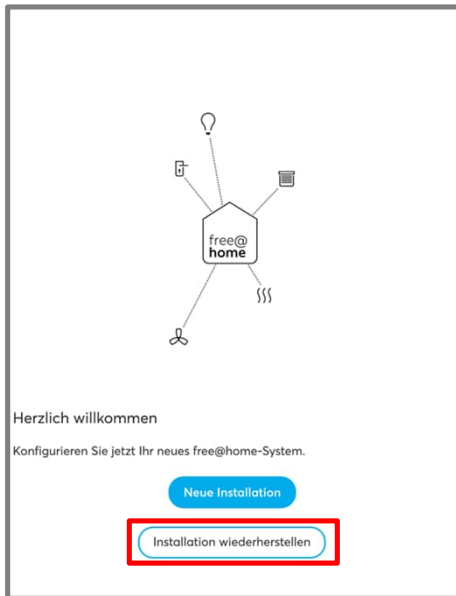 free@
home
Herzlich willkommen
Konfigurieren Sie jetzt Ihr neues free@home-System.
Neue Installation
Installation wiederherstellen